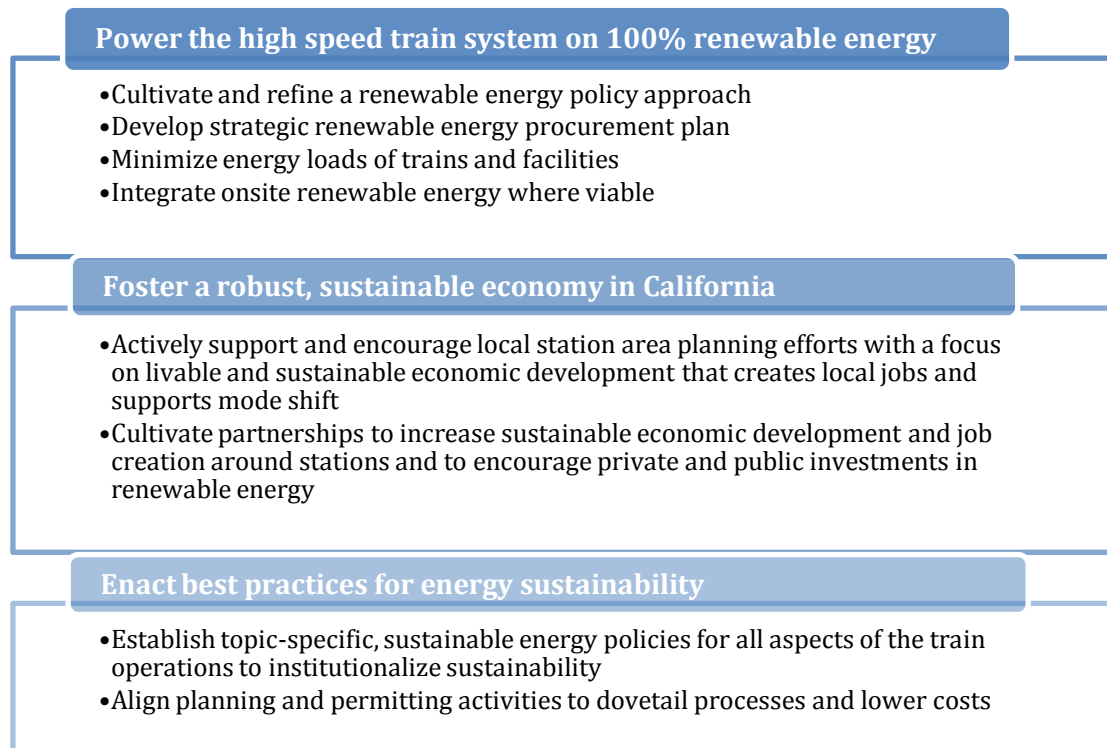 Power the high speed train system on 100% renewable energy
•Cultivate and refine a renewable energy policy approach
•Develop strategic renewable energy procurement plan
•Minimize energy loads of trains and facilities
•Integrate onsite renewable energy where viable
Foster a robust, sustainable economy in California
•Actively support and encourage local station area planning efforts with a focus
on livable and sustainable economic development that creates local jobs and
supports mode shift
•Cultivate partnerships to increase sustainable economic development and job
creation around stations and to encourage private and public investments in
renewable energy
Enact best practices for energy sustainability
•Establish topic-specific, sustainable energy policies for all aspects of the train
operations to institutionalize sustainability
•Align planning and permitting activities to dovetail processes and lower costs